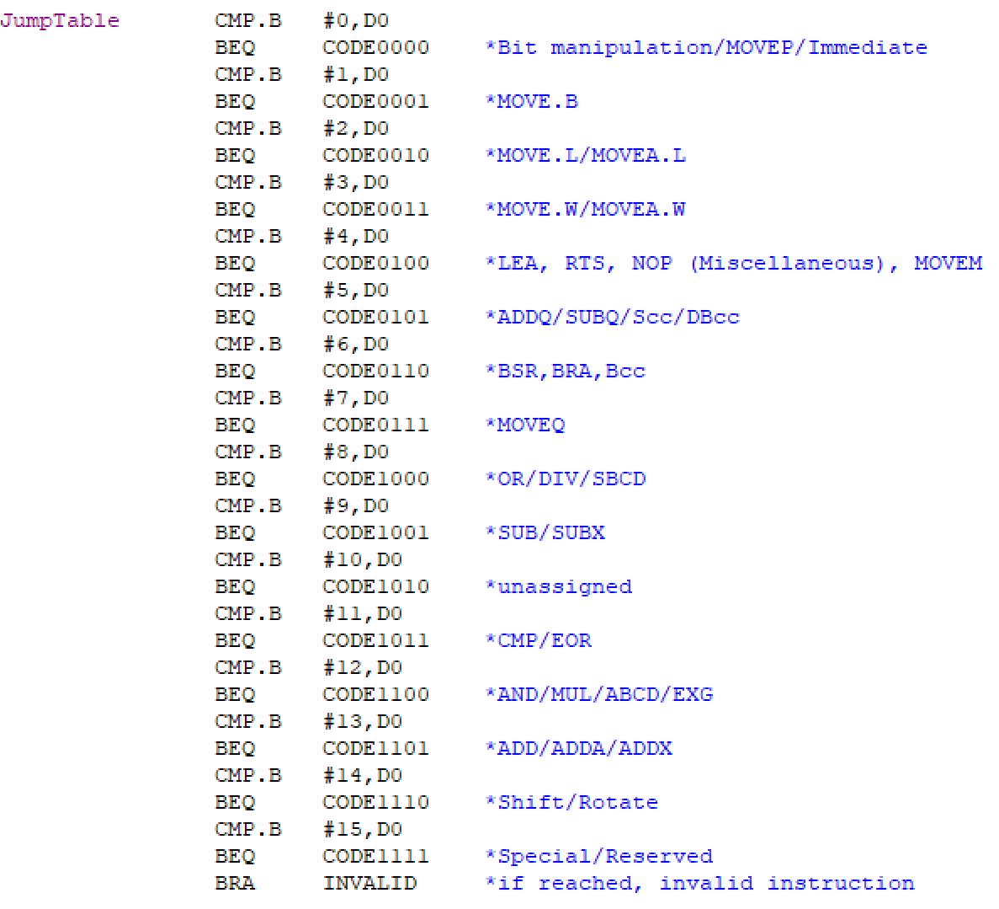 JumpTable CMP.B #0,D0
BEQ CODE0000 *Bit manipulation/MOVEP/Immediate
CMP.B #1,D0
BEQ CODE0001 *MOVE.B
CMP.B #2,D0
BEQ CODE0010 *MOVE.L/MOVEA.L
CMP.B #3,D0
BEQ CODE0011 *MOVE.W/MOVEA.W
CMP.B #4,D0
BEQ CODE0100 *LEA, RTS, NOP (Miscellaneous), MOVEM
CMP.B #5,D0
BEQ CODE0101 *ADDQ/SUBQ/Scc/DBcc
CMP.B #6,D0
BEQ CODE0110 *BSR,BRA,Bcc
CMP.B #7,D0
BEQ CODE0111 *MOVEQ
CMP.B #8,D0
BEQ CODE1000 *OR/DIV/SBCD
CMP.B #9,D0
BEQ CODE1001 *SUB/SUBX
CMP.B #10,D0
BEQ CODE1010 *unassigned
CMP.B #11,D0
BEQ CODE1011 *CMP/EOR
CMP.B #12,D0
BEQ CODE1100 *AND/MUL/ABCD/EXG
CMP.B #13,D0
BEQ CODE1101 *ADD/ADDA/ADDX
CMP.B #14,D0
BEQ CODE1110 *Shift/Rotate
CMP.B #15,D0
BEQ CODE1111 *Special/Reserved
BRA INVALID *if reached, invalid instruction